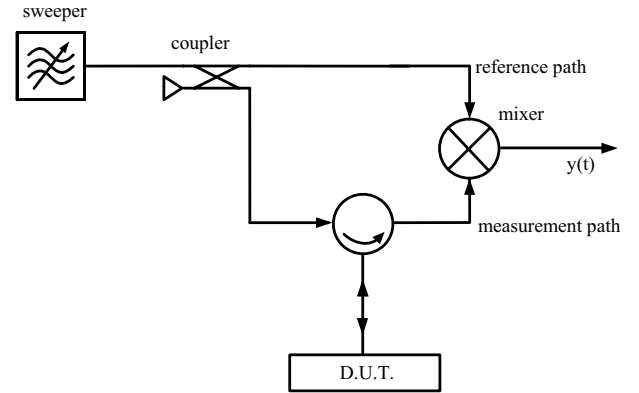 sweeper
coupler
reference path
mixer
y(t)
measurement path
D.U.T.